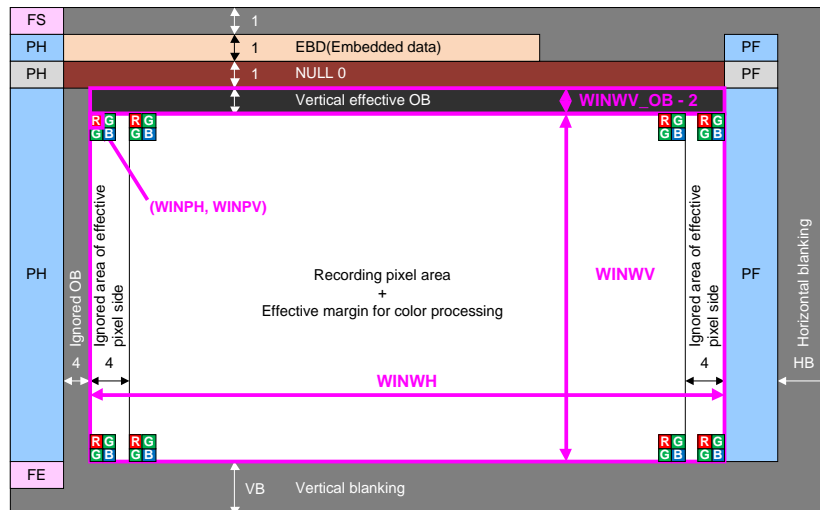 FS
1
PH
1
EBD(Embedded data)
PF
PH
1
NULL 0
PF
Vertical effective OB
WINWV_OB - 2
R G R G
G B G B
R G R G
G B G B
(WINPH, WINPV)
PH
Ignored OB
4
Ignored area of effective
pixel side
4
Recording pixel area
+
Effective margin for color processing
WINWV
WINWH
Ignored area of effective
pixel side
4
PF
Horizontal blanking
HB
R G R G
G B G B
R G R G
G B G B
FE
VB
Vertical blanking